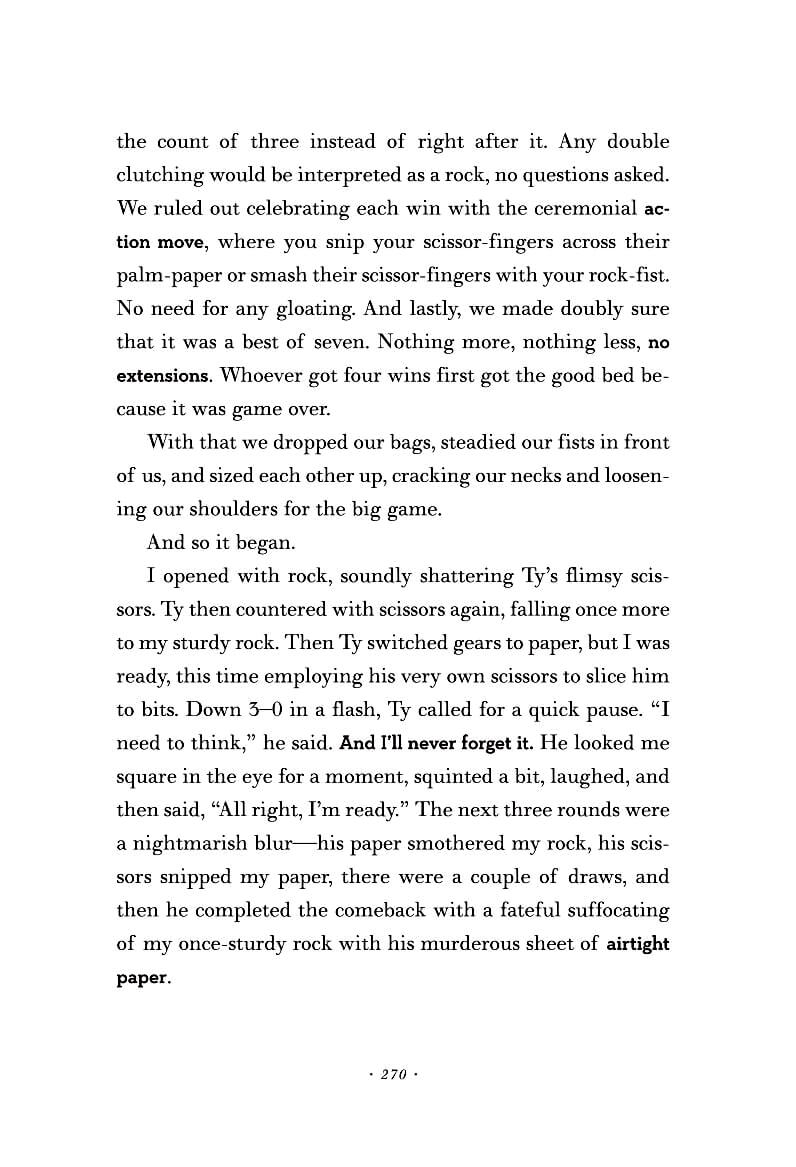 the count of three instead of right after it. Any double
clutching would be interpreted as a rock, no questions asked.
We ruled out celebrating each win with the ceremonial ac-
tion move, where you snip your scissor-fingers across their
palm-paper or smash their scissor-fingers with your rock-fist.
No need for any gloating. And lastly, we made doubly sure
that it was a best of seven. Nothing more, nothing less, no
extensions. Whoever got four wins first got the good bed be-
cause it was game over.
With that we dropped our bags, steadied our fists in front
of us, and sized each other up, cracking our necks and loosen-
ing our shoulders for the big game.
And so it began.
I opened with rock, soundly shattering Ty’s flimsy scis-
sors. Ty then countered with scissors again, falling once more
to my sturdy rock. Then Ty switched gears to paper, but I was
ready, this time employing his very own scissors to slice him
to bits. Down 3–0 in a flash, Ty called for a quick pause. “I
need to think,” he said. And I’ll never forget it. He looked me
square in the eye for a moment, squinted a bit, laughed, and
then said, “All right, I’m ready.” The next three rounds were
a nightmarish blur—his paper smothered my rock, his scis-
sors snipped my paper, there were a couple of draws, and
then he completed the comeback with a fateful suffocating
of my once-sturdy rock with his murderous sheet of airtight
paper.
· 270 ·